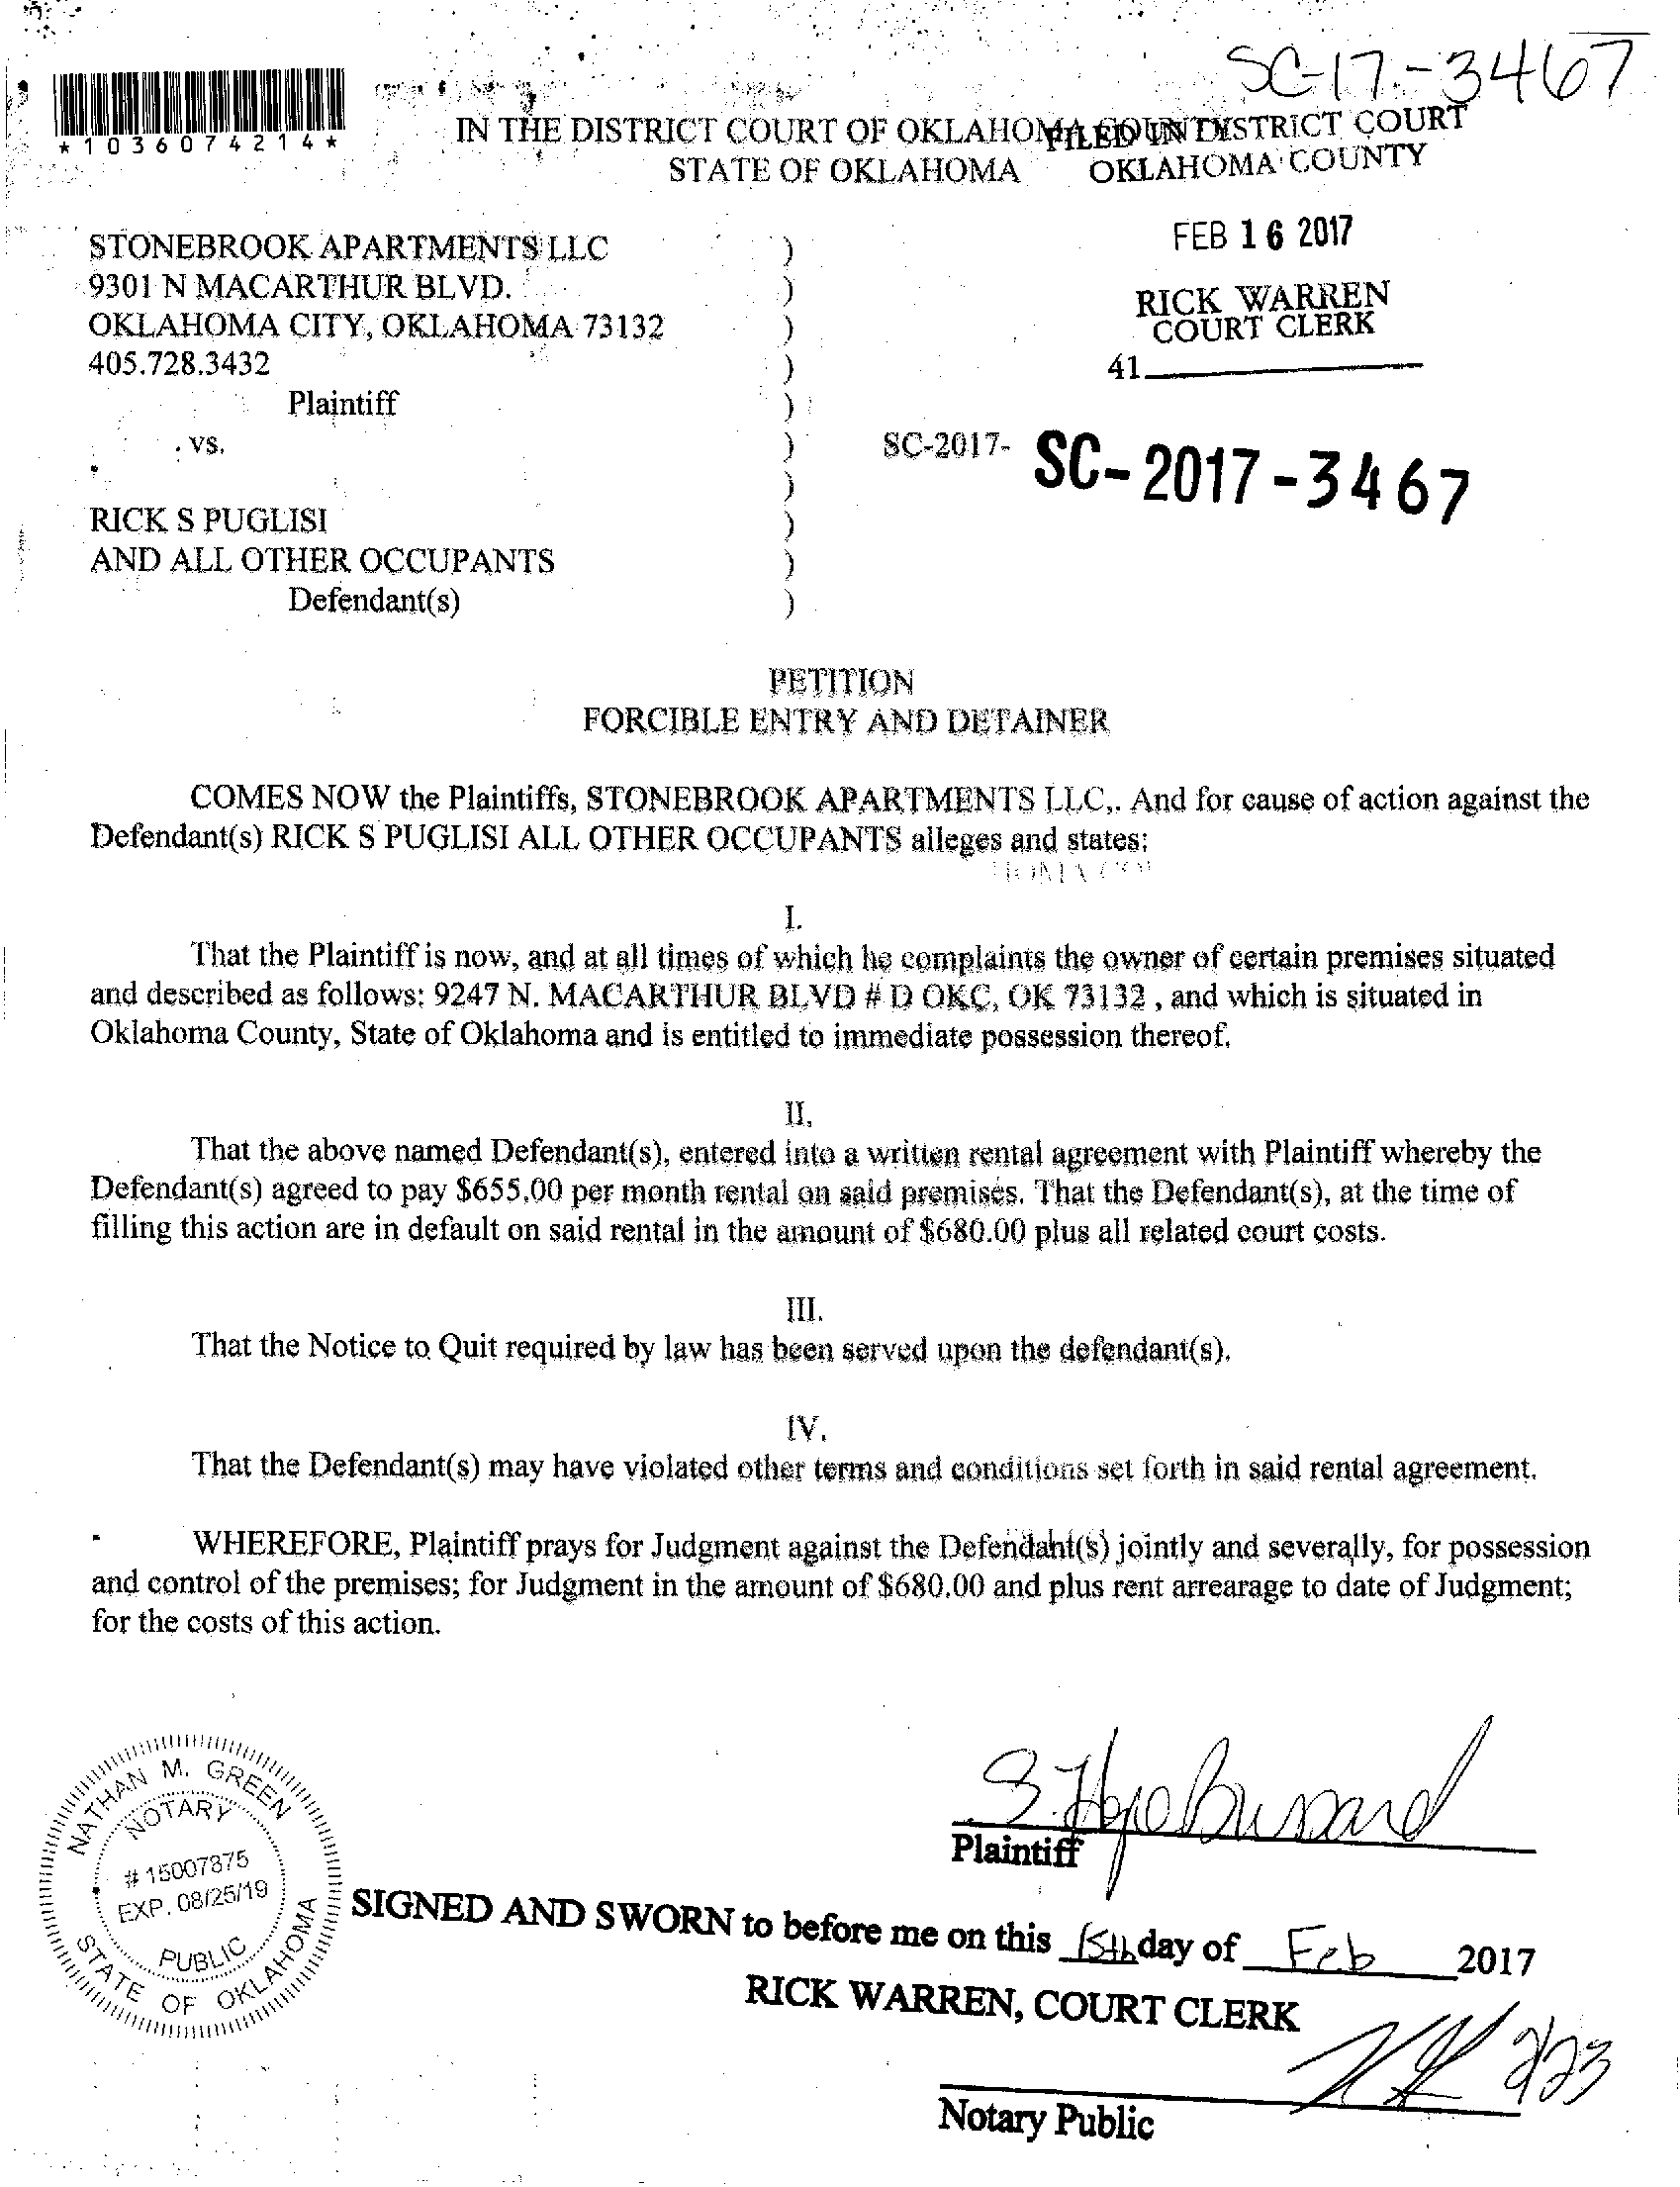 SC-17-3467
*1036074214*
IN THE DISTRICT COURT OF OKLAHOMA COUNTY
STATE OF OKLAHOMA
FILED IN DISTRICT COURT
OKLAHOMA COUNTY
FEB 16 2017
RICK WARREN
COURT CLERK
41
STONEBROOK APARTMENTS LLC )
9301 N MACARTHUR BLVD. )
OKLAHOMA CITY, OKLAHOMA 73132 )
405.728.3432 )
Plaintiff )
vs. ) SC-2017- SC-2017-3467
)
RICK S PUGLISI )
AND ALL OTHER OCCUPANTS )
Defendant(s) )
PETITION
FORCIBLE ENTRY AND DETAINER
COMES NOW the Plaintiffs, STONEBROOK APARTMENTS LLC,. And for cause of action against the
Defendant(s) RICK S PUGLISI ALL OTHER OCCUPANTS alleges and states:
I.
That the Plaintiff is now, and at all times of which he complaints the owner of certain premises situated
and described as follows: 9247 N. MACARTHUR BLVD # D OKC, OK 73132 , and which is situated in
Oklahoma County, State of Oklahoma and is entitled to immediate possession thereof.
II.
That the above named Defendant(s), entered into a written rental agreement with Plaintiff whereby the
Defendant(s) agreed to pay $655.00 per month rental on said premises. That the Defendant(s), at the time of
filling this action are in default on said rental in the amount of $680.00 plus all related court costs.
III.
That the Notice to Quit required by law has been served upon the defendant(s).
IV.
That the Defendant(s) may have violated other terms and conditions set forth in said rental agreement.
WHEREFORE, Plaintiff prays for Judgment against the Defendant(s) jointly and severally, for possession
and control of the premises; for Judgment in the amount of $680.00 and plus rent arrearage to date of Judgment;
for the costs of this action.
S. Hope Bussard
Plaintiff
NATHAN M. GREEN
NOTARY
# 15007875
EXP. 08/25/19
PUBLIC
STATE OF OKLAHOMA
SIGNED AND SWORN to before me on this 15th day of Feb 2017
RICK WARREN, COURT CLERK
223
Notary Public